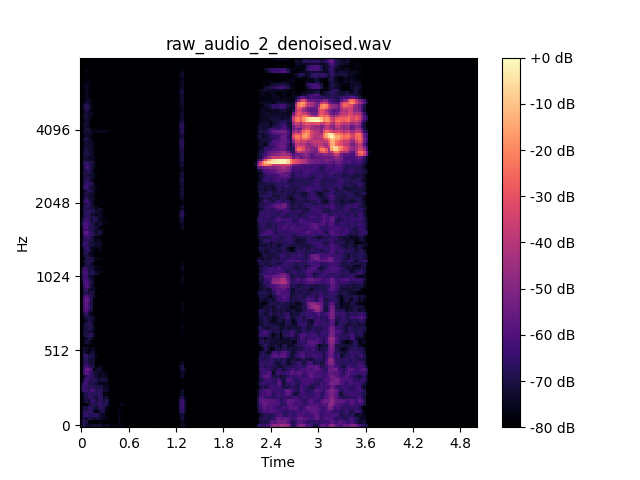 raw_audio_2_denoised.wav
+0 dB
-10 dB
-20 dB
-30 dB
-40 dB
-50 dB
-60 dB
-70 dB
-80 dB
Hz
4096
2048
1024
512
0
0 0.6 1.2 1.8 2.4 3 3.6 4.2 4.8
Time